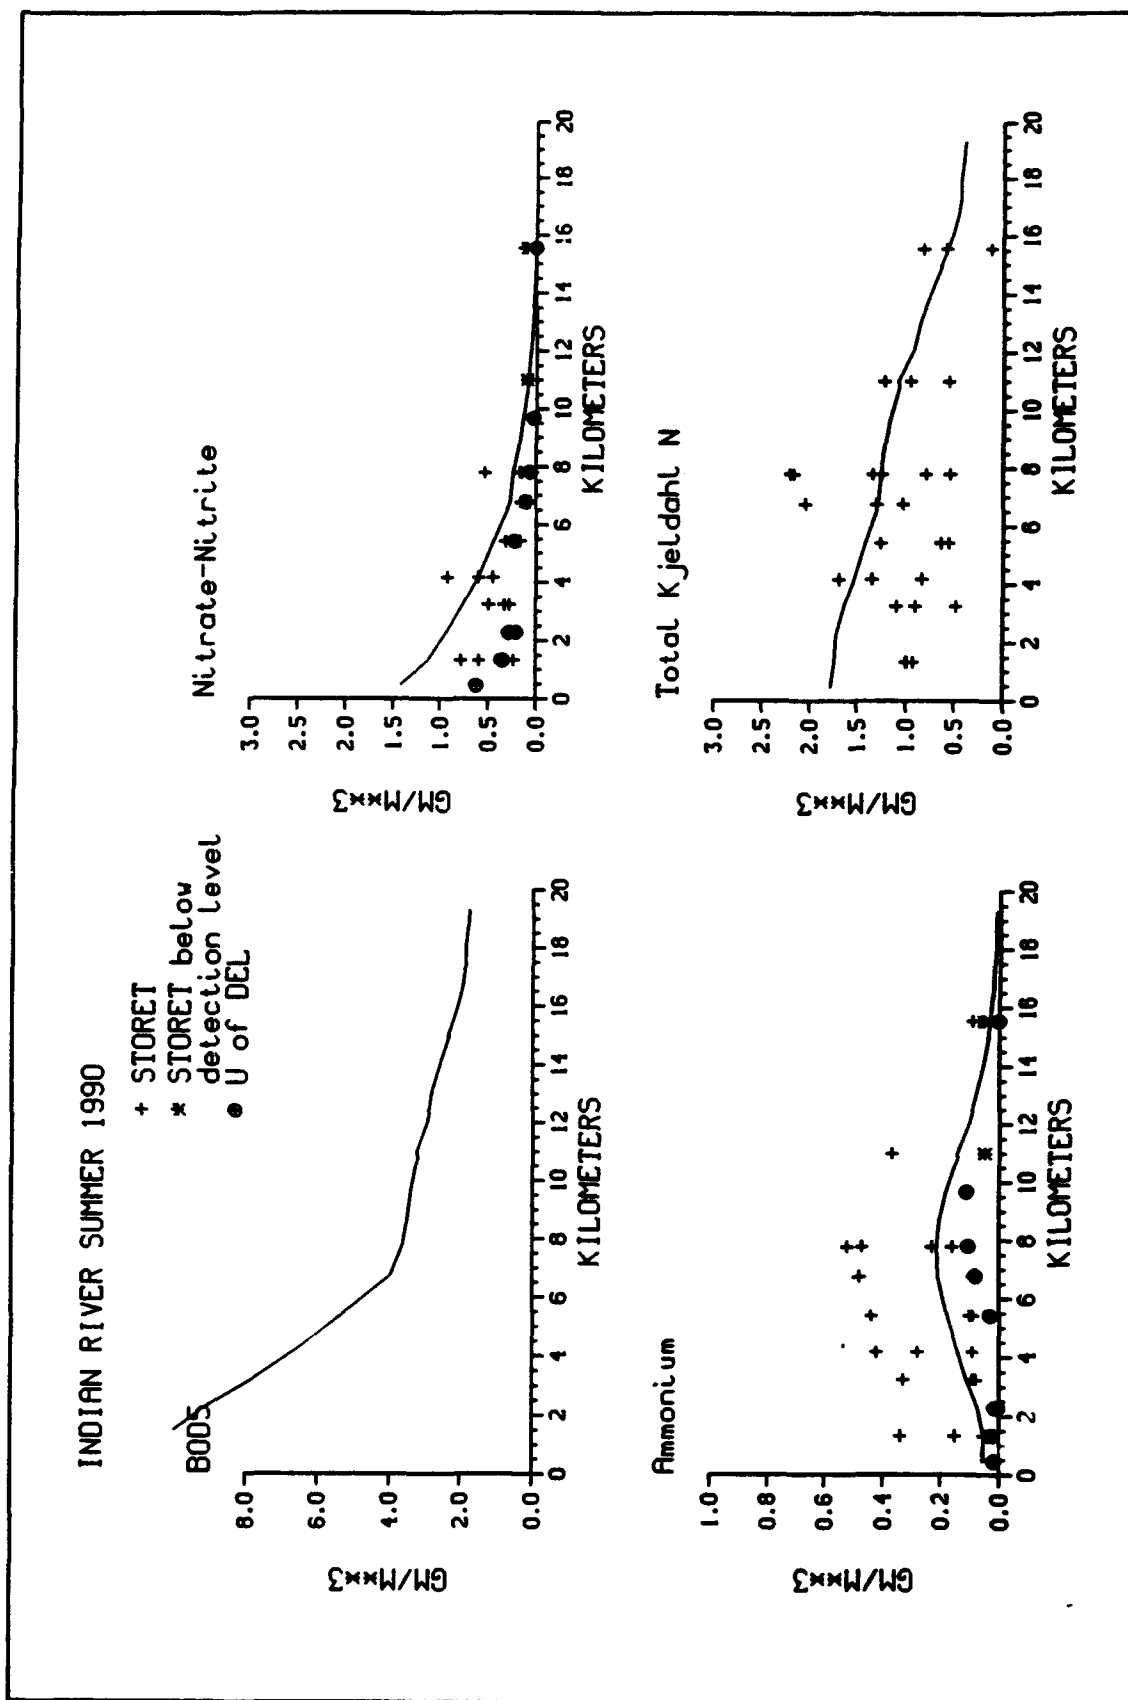 INDIAN RIVER SUMMER 1990
+ STORET
* STORET below
detection level
● U of DEL
BOD5
GM/M**3
8.0
6.0
4.0
2.0
0.0
0 2 4 6 8 10 12 14 16 18 20
KILOMETERS
Nitrate-Nitrite
GM/M**3
3.0
2.5
2.0
1.5
1.0
0.5
0.0
0 2 4 6 8 10 12 14 16 18 20
KILOMETERS
Ammonium
GM/M**3
1.0
0.8
0.6
0.4
0.2
0.0
0 2 4 6 8 10 12 14 16 18 20
KILOMETERS
Total Kjeldahl N
GM/M**3
3.0
2.5
2.0
1.5
1.0
0.5
0.0
0 2 4 6 8 10 12 14 16 18 20
KILOMETERS